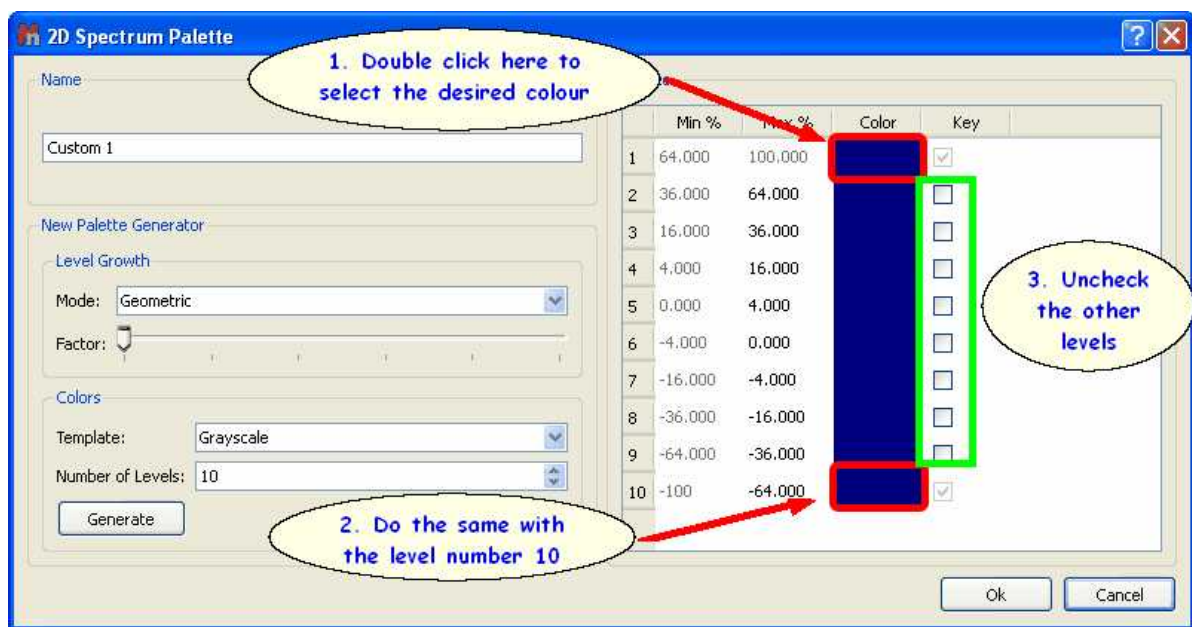 2D Spectrum Palette
1. Double click here to
select the desired colour
Name
Custom 1
New Palette Generator
Level Growth
Mode: Geometric
Factor:
Colors
Template: Grayscale
Number of Levels: 10
Generate
2. Do the same with
the level number 10
Min % Max % Color Key
1 64.000 100.000
2 36.000 64.000
3 16.000 36.000
4 4.000 16.000
5 0.000 4.000
6 -4.000 0.000
7 -16.000 -4.000
8 -36.000 -16.000
9 -64.000 -36.000
10 -100 -64.000
3. Uncheck
the other
levels
Ok Cancel